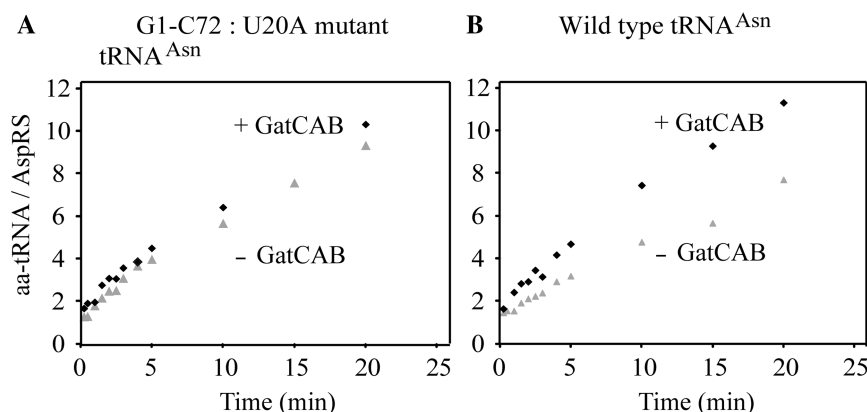 A G1-C72 : U20A mutant
tRNA Asn
aa-tRNA / AspRS
12
10
8
6
4
2
0
+ GatCAB
− GatCAB
0 5 10 15 20 25
Time (min)
B Wild type tRNA Asn
12
10
8
6
4
2
0
+ GatCAB
− GatCAB
0 5 10 15 20 25
Time (min)